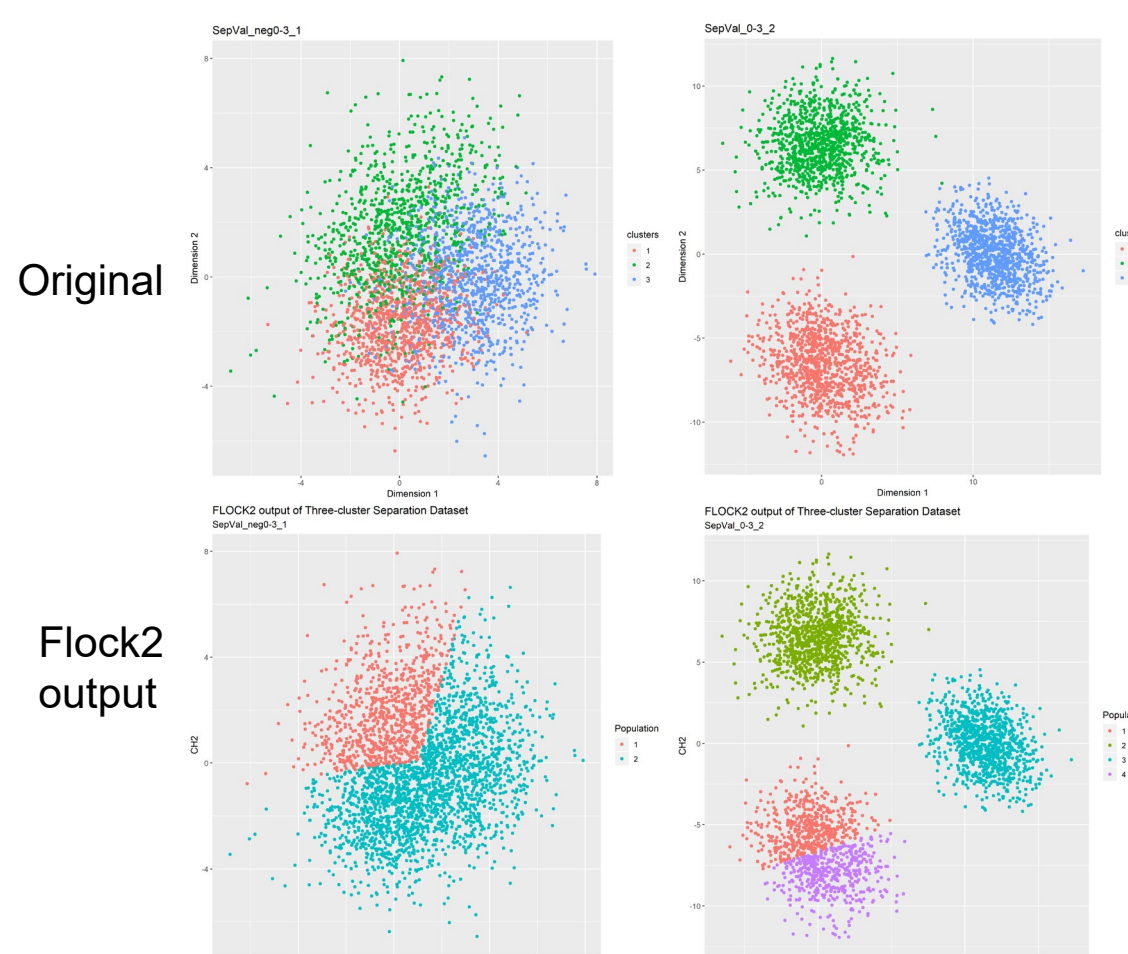 SepVal_neg0-3_1
SepVal_0-3_2
Original
Dimension 2
8
4
0
-4
-4
0
4
8
Dimension 1
clusters
1
2
3
Dimension 2
10
5
0
-5
-10
0
10
Dimension 1
1
FLOCK2 output of Three-cluster Separation Dataset
SepVal_neg0-3_1
FLOCK2 output of Three-cluster Separation Dataset
SepVal_0-3_2
Flock2
output
CH2
8
4
0
-4
Population
1
2
CH2
10
5
0
-5
-10
1
2
3
4